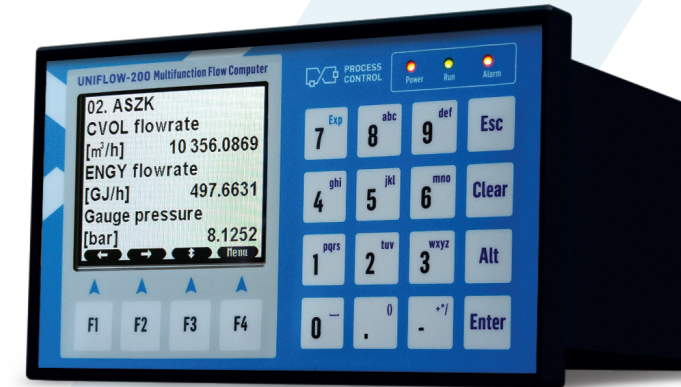 UNIFLOW-200 Multifunction Flow Computer
PROCESS
CONTROL
Power Run Alarm
02. ASZK
CVOL flowrate
[m³/h] 10 356.0869
ENGY flowrate
[GJ/h] 497.6631
Gauge pressure
[bar] 8.1252
← → ↕ Menu
F1 F2 F3 F4
7 Exp 8 abc 9 def Esc
4 ghi 5 jkl 6 mno Clear
1 pqrs 2 tuv 3 wxyz Alt
0 _ . () - +*/ Enter